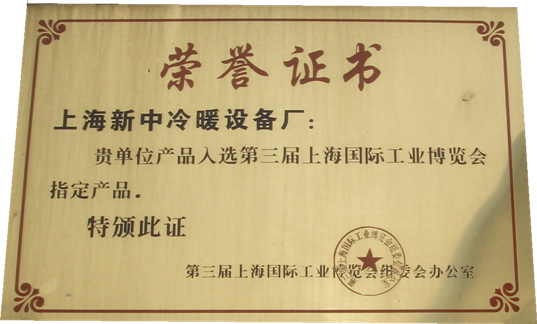 荣誉证书
上海新中冷暖设备厂：
贵单位产品入选第三届上海国际工业博览会
指定产品.
特颁此证
第三届上海国际工业博览会组委会办公室